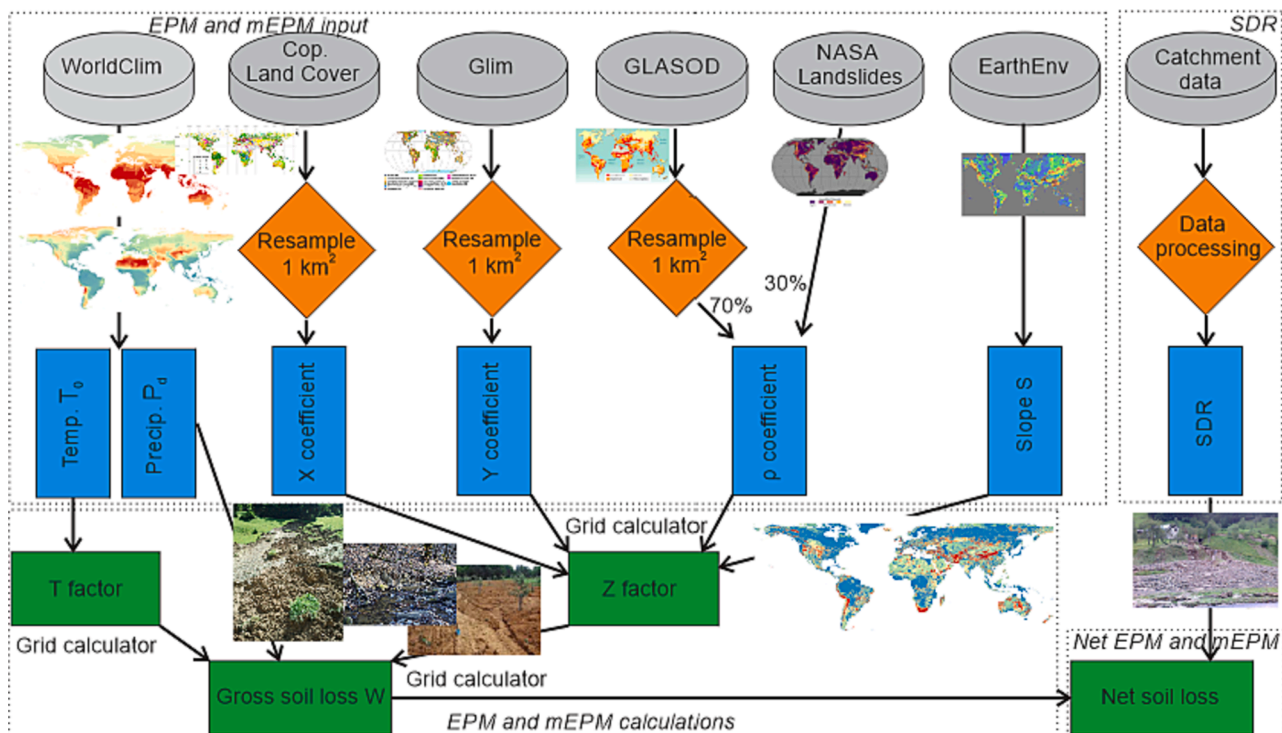 EPM and mEPM input
SDR
WorldClim
Cop.
Land Cover
Glim
GLASOD
NASA
Landslides
EarthEnv
Catchment
data
Resample
1 km²
Resample
1 km²
Resample
1 km²
Data
processing
70%
30%
Temp. T₀
Precip. P_d
X coefficient
Y coefficient
ρ coefficient
Slope S
SDR
Grid calculator
T factor
Z factor
Grid calculator
Net EPM and mEPM
Gross soil loss W
Grid calculator
Net soil loss
EPM and mEPM calculations